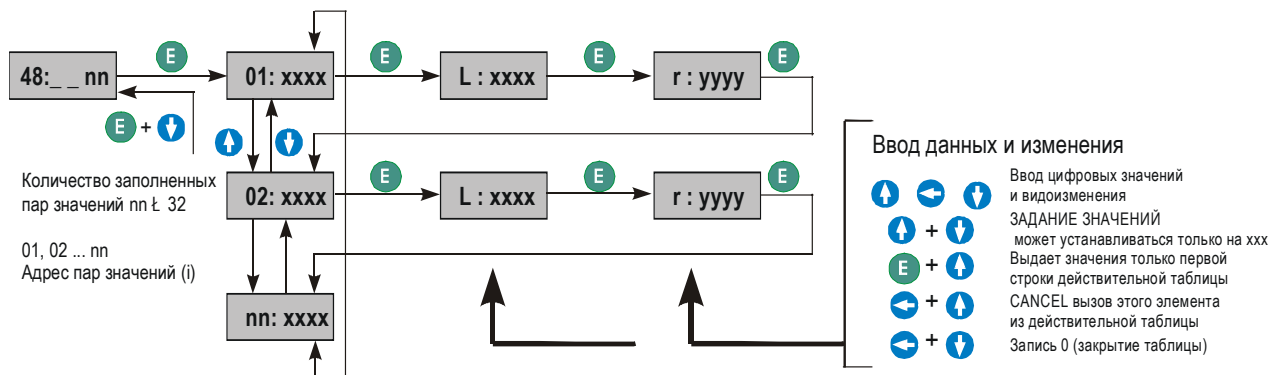 E E E E
48:_ _ nn 01: xxxx L : xxxx r : yyyy
E +
Количество заполненных
пар значений nn Ł 32
01, 02 ... nn
Адрес пар значений (i)
E E E
02: xxxx L : xxxx r : yyyy
nn: xxxx
Ввод данных и изменения
Ввод цифровых значений
и видоизменения
+ ЗАДАНИЕ ЗНАЧЕНИЙ
может устанавливаться только на xxx
E + Выдает значения только первой
строки действительной таблицы
+ CANCEL вызов этого элемента
из действительной таблицы
+ Запись 0 (закрытие таблицы)